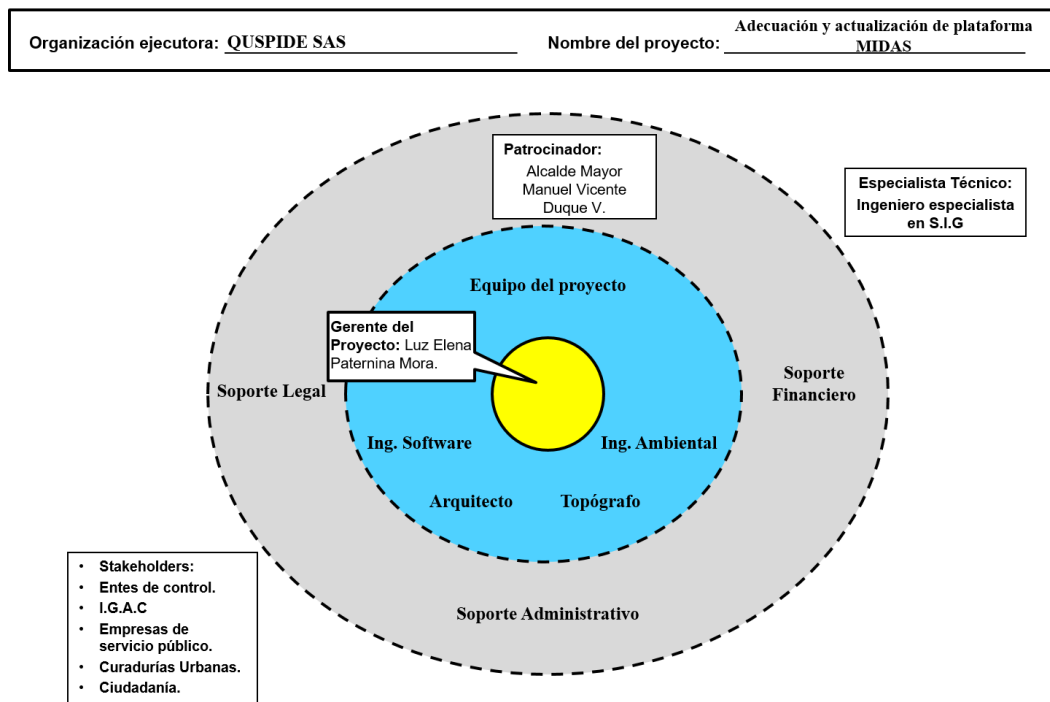 Organización ejecutora: QUSPIDE SAS
Nombre del proyecto: Adecuación y actualización de plataforma
MIDAS
Patrocinador:
Alcalde Mayor
Manuel Vicente
Duque V.
Especialista Técnico:
Ingeniero especialista
en S.I.G
Equipo del proyecto
Gerente del
Proyecto: Luz Elena
Paternina Mora.
Soporte Legal
Soporte
Financiero
Ing. Software
Ing. Ambiental
Arquitecto
Topógrafo
Soporte Administrativo
• Stakeholders:
• Entes de control.
• I.G.A.C
• Empresas de
servicio público.
• Curadurías Urbanas.
• Ciudadanía.